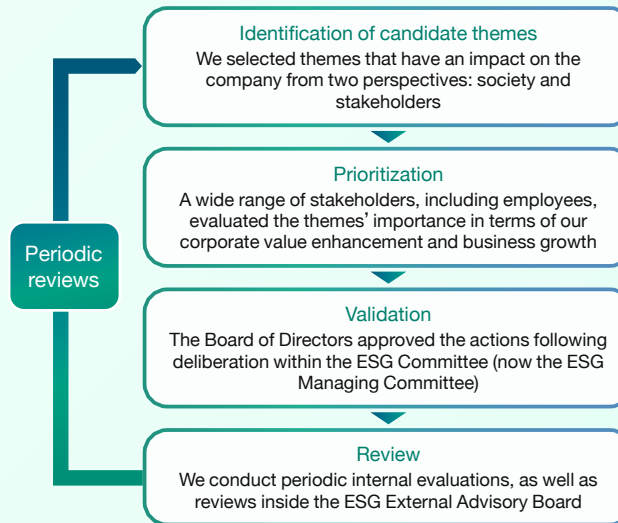 Identification of candidate themes
We selected themes that have an impact on the
company from two perspectives: society and
stakeholders
Prioritization
A wide range of stakeholders, including employees,
evaluated the themes’ importance in terms of our
corporate value enhancement and business growth
Periodic
reviews
Validation
The Board of Directors approved the actions following
deliberation within the ESG Committee (now the ESG
Managing Committee)
Review
We conduct periodic internal evaluations, as well as
reviews inside the ESG External Advisory Board